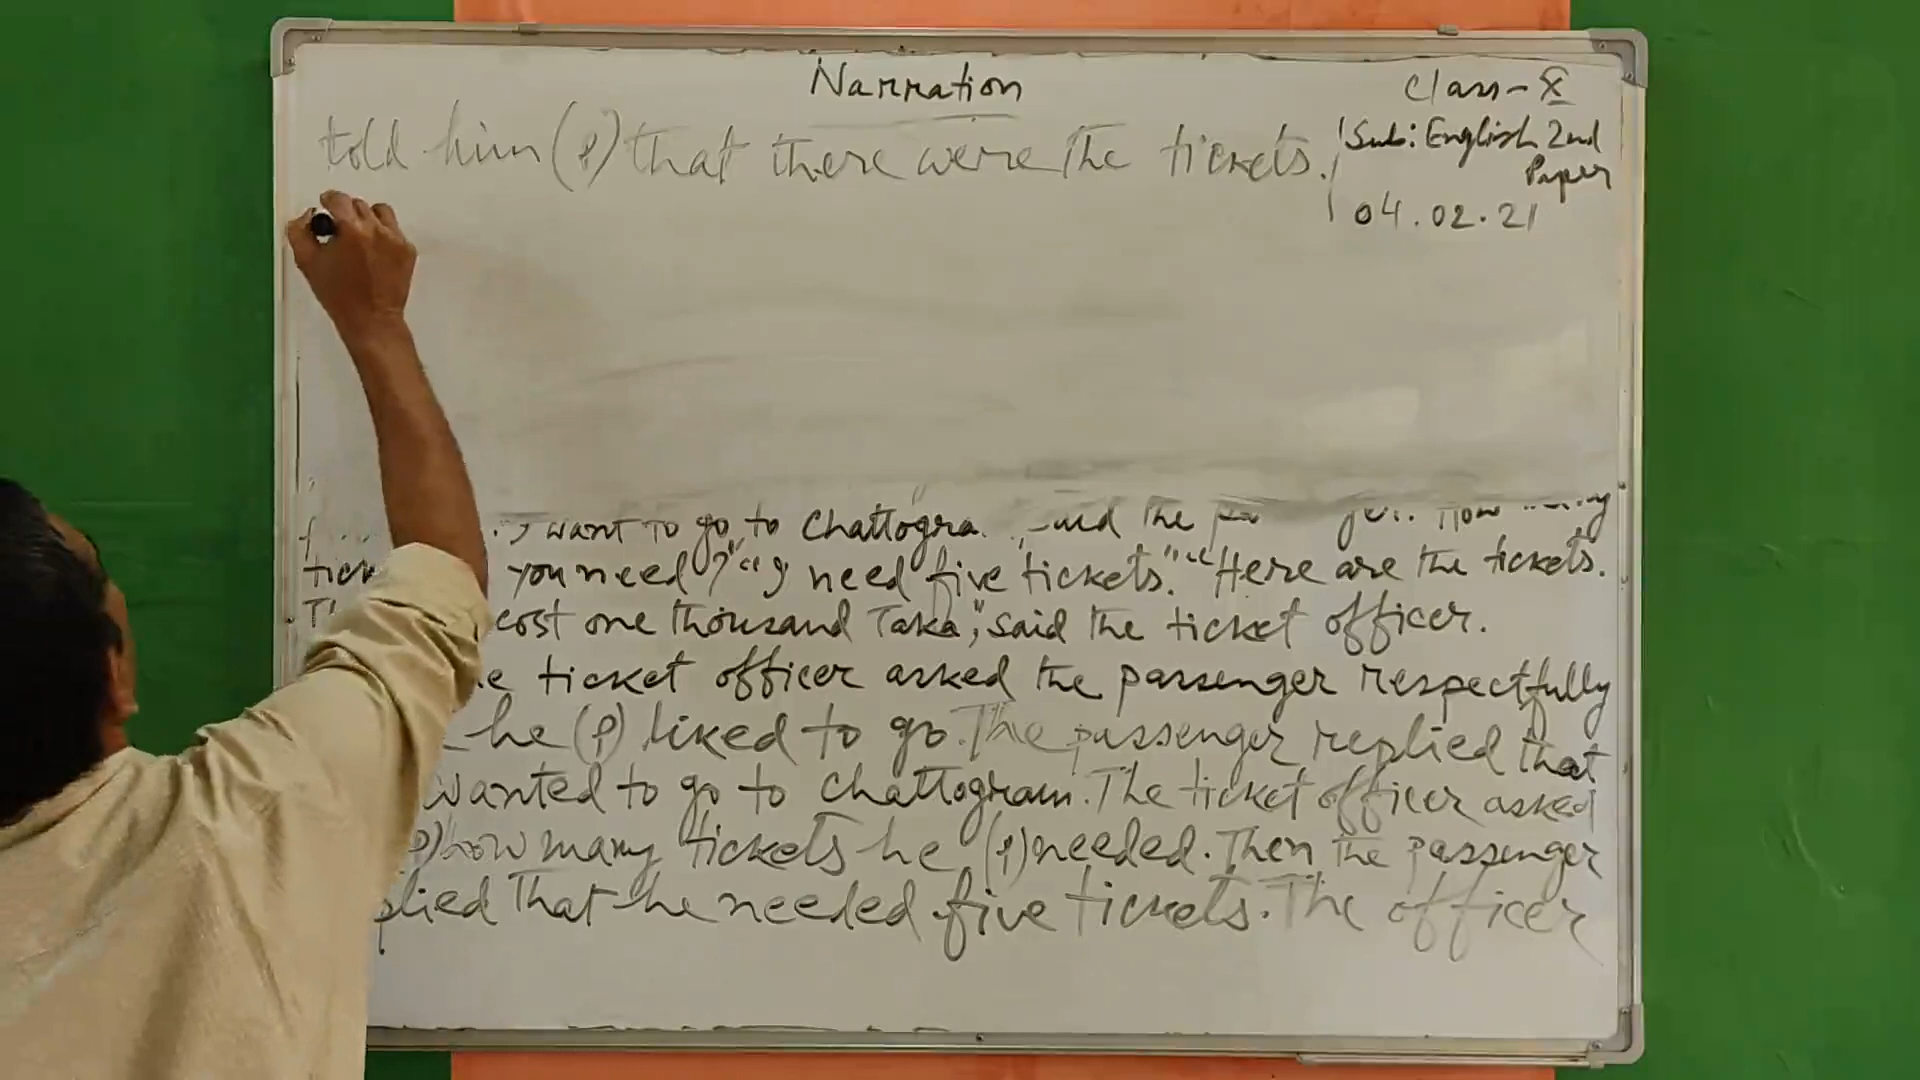 Narration
Class-X
Sub: English 2nd
Paper
04.02.21
told him (p) that there were the tickets.
want to go to Chattogra said the How
you need?" "I need five tickets." "Here are the tickets.
cost one thousand Taka," said the ticket officer.
ticket officer asked the passenger respectfully
he (p) liked to go. The passenger replied that
wanted to go to Chattogram. The ticket officer asked
how many tickets he (p) needed. Then the passenger
plied that he needed five tickets. The officer